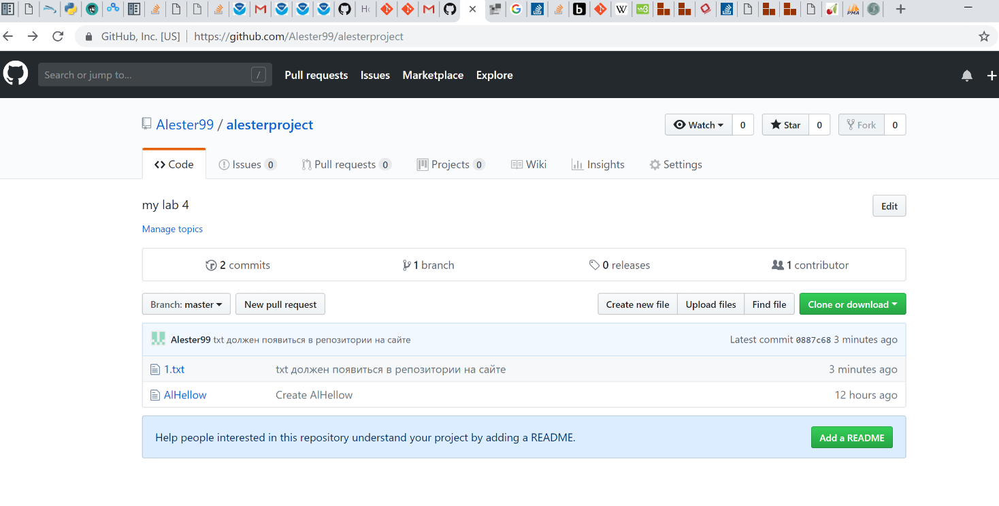 GitHub, Inc. [US] https://github.com/Alester99/alesterproject
Search or jump to... / Pull requests Issues Marketplace Explore
Alester99 / alesterproject Watch 0 Star 0 Fork 0
Code Issues 0 Pull requests 0 Projects 0 Wiki Insights Settings
my lab 4 Edit
Manage topics
2 commits 1 branch 0 releases 1 contributor
Branch: master New pull request Create new file Upload files Find file Clone or download
Alester99 txt должен появиться в репозитории на сайте Latest commit 0887c68 3 minutes ago
1.txt txt должен появиться в репозитории на сайте 3 minutes ago
AlHellow Create AlHellow 12 hours ago
Help people interested in this repository understand your project by adding a README. Add a README